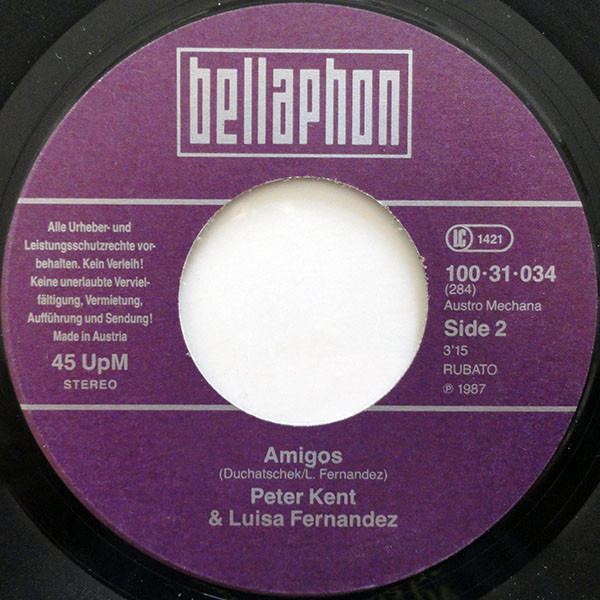 bellaphon
Alle Urheber- und
Leistungsschutzrechte vor-
behalten. Kein Verleih!
Keine unerlaubte Verviel-
fältigung, Vermietung,
Aufführung und Sendung!
Made in Austria
45 UpM
STEREO
LC 1421
100·31·034
(284)
Austro Mechana
Side 2
3'15
RUBATO
℗ 1987
Amigos
(Duchatschek/L. Fernandez)
Peter Kent
& Luisa Fernandez